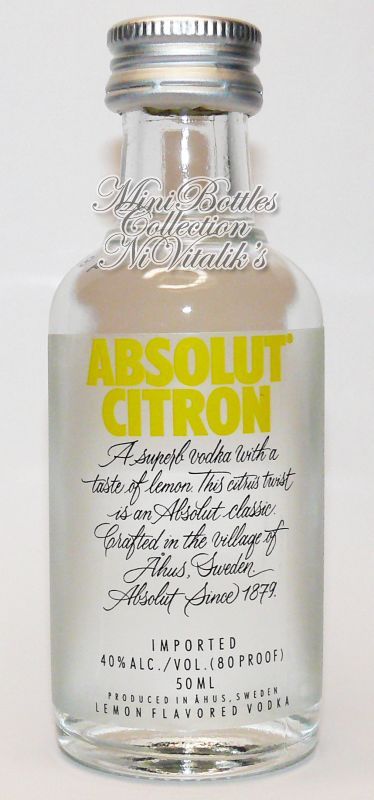 Mini Bottles
Collection
NiVitalik's
ABSOLUT®
CITRON
A superb vodka with a
taste of lemon. This citrus twist
is an Absolut classic.
Crafted in the village of
Åhus, Sweden.
Absolut Since 1879.
IMPORTED
40% ALC./VOL. (80 PROOF)
50ML
PRODUCED IN ÅHUS, SWEDEN
LEMON FLAVORED VODKA